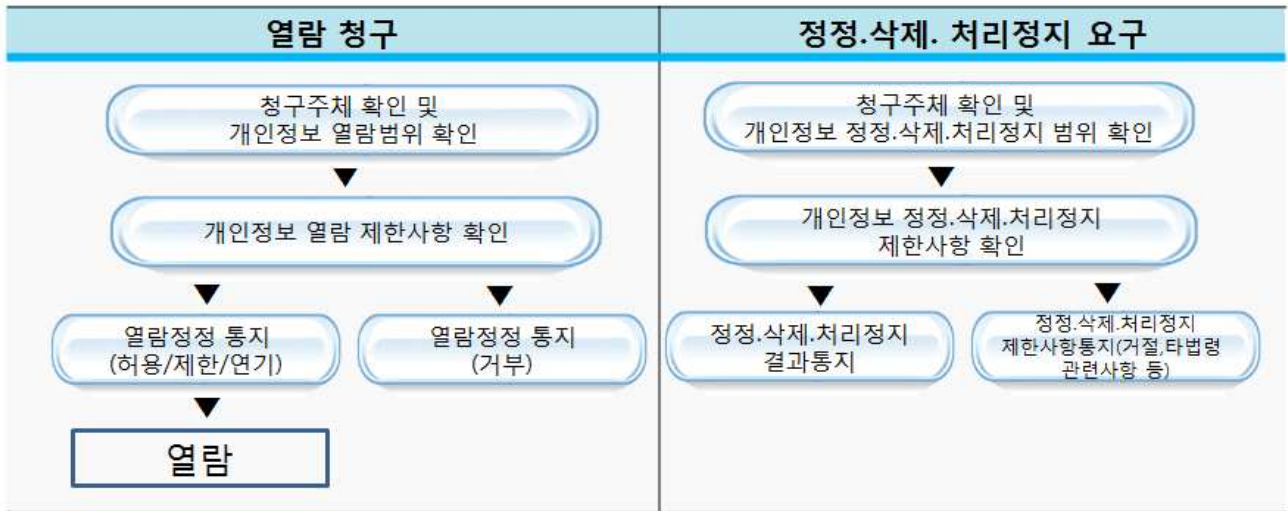 열람 청구
청구주체 확인 및
개인정보 열람범위 확인
개인정보 열람 제한사항 확인
열람정정 통지
(허용/제한/연기)
열람정정 통지
(거부)
열람
정정.삭제. 처리정지 요구
청구주체 확인 및
개인정보 정정.삭제.처리정지 범위 확인
개인정보 정정.삭제.처리정지
제한사항 확인
정정.삭제.처리정지
결과통지
정정.삭제.처리정지
제한사항통지(거절,타법령
관련사항 등)